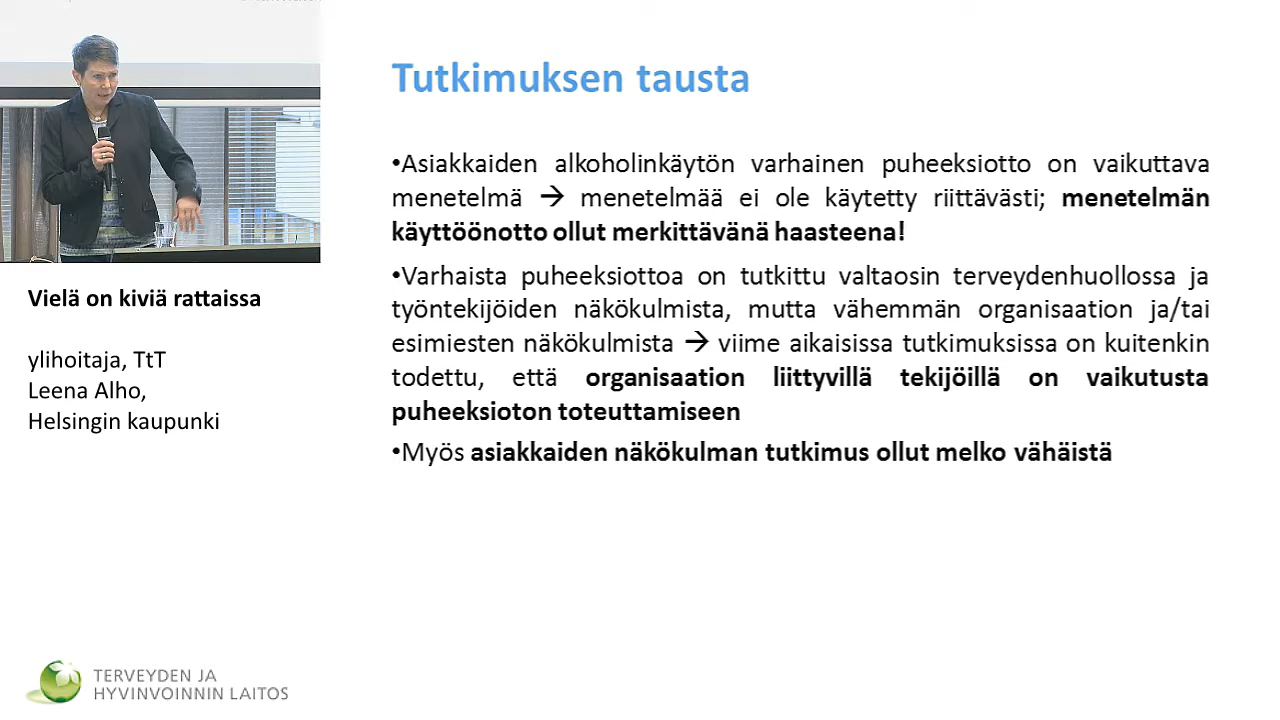 Vielä on kiviä rattaissa
ylihoitaja, TtT
Leena Alho,
Helsingin kaupunki
TERVEYDEN JA
HYVINVOINNIN LAITOS
Tutkimuksen tausta
•Asiakkaiden alkoholinkäytön varhainen puheeksiotto on vaikuttava
menetelmä → menetelmää ei ole käytetty riittävästi; menetelmän
käyttöönotto ollut merkittävänä haasteena!
•Varhaista puheeksiottoa on tutkittu valtaosin terveydenhuollossa ja
työntekijöiden näkökulmista, mutta vähemmän organisaation ja/tai
esimiesten näkökulmista → viime aikaisissa tutkimuksissa on kuitenkin
todettu, että organisaation liittyvillä tekijöillä on vaikutusta
puheeksioton toteuttamiseen
•Myös asiakkaiden näkökulman tutkimus ollut melko vähäistä